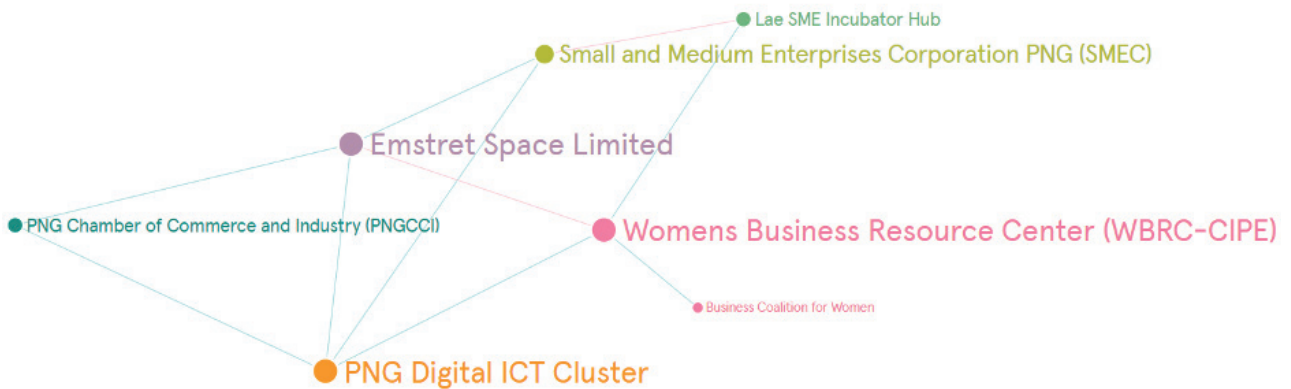 Lae SME Incubator Hub
Small and Medium Enterprises Corporation PNG (SMEC)
Emstret Space Limited
PNG Chamber of Commerce and Industry (PNGCCI)
Womens Business Resource Center (WBRC-CIPE)
Business Coalition for Women
PNG Digital ICT Cluster